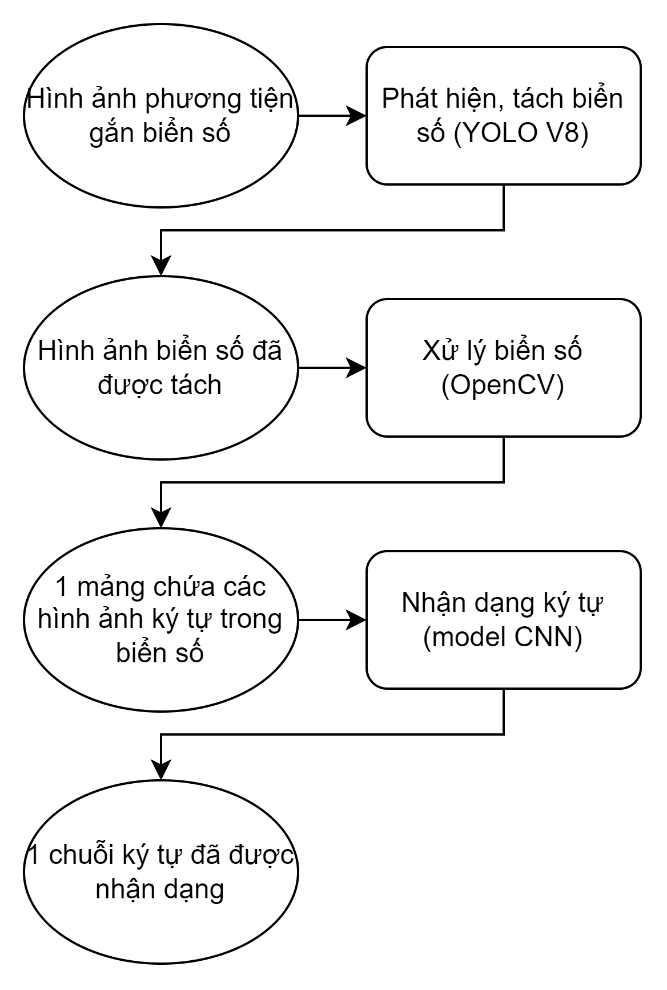 Hình ảnh phương tiện
gắn biển số
Phát hiện, tách biển
số (YOLO V8)
Hình ảnh biển số đã
được tách
Xử lý biển số
(OpenCV)
1 mảng chứa các
hình ảnh ký tự trong
biển số
Nhận dạng ký tự
(model CNN)
1 chuỗi ký tự đã được
nhận dạng